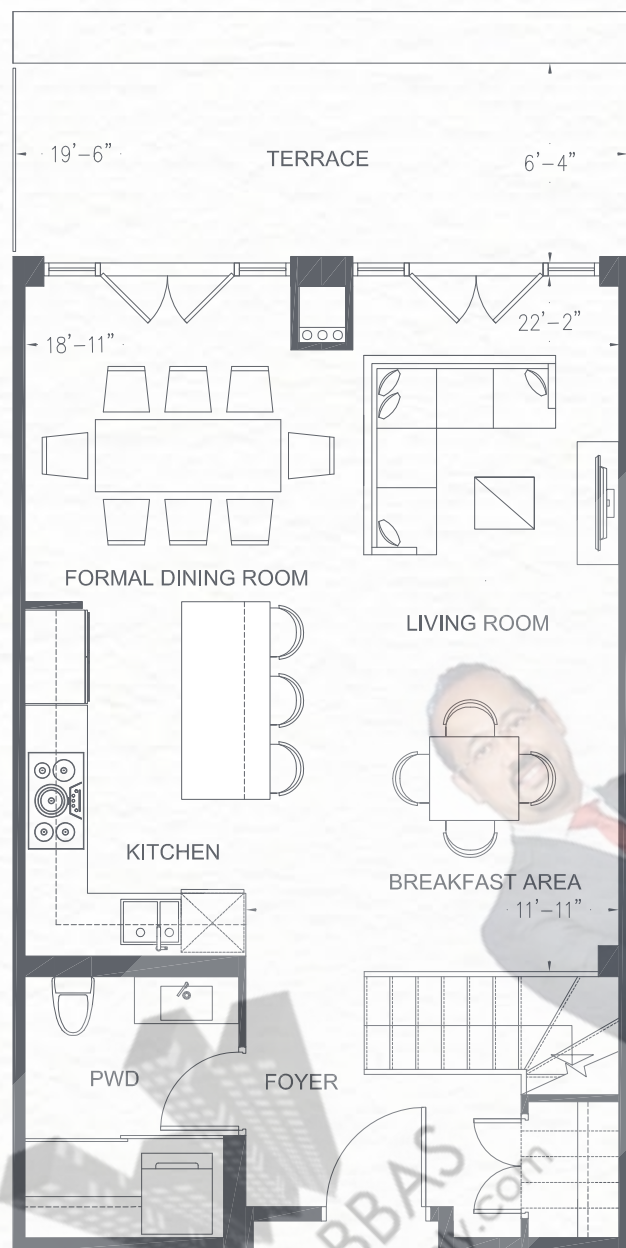 19'-6"
TERRACE
6'-4"
18'-11"
22'-2"
FORMAL DINING ROOM
LIVING ROOM
KITCHEN
BREAKFAST AREA
11'-11"
PWD
FOYER